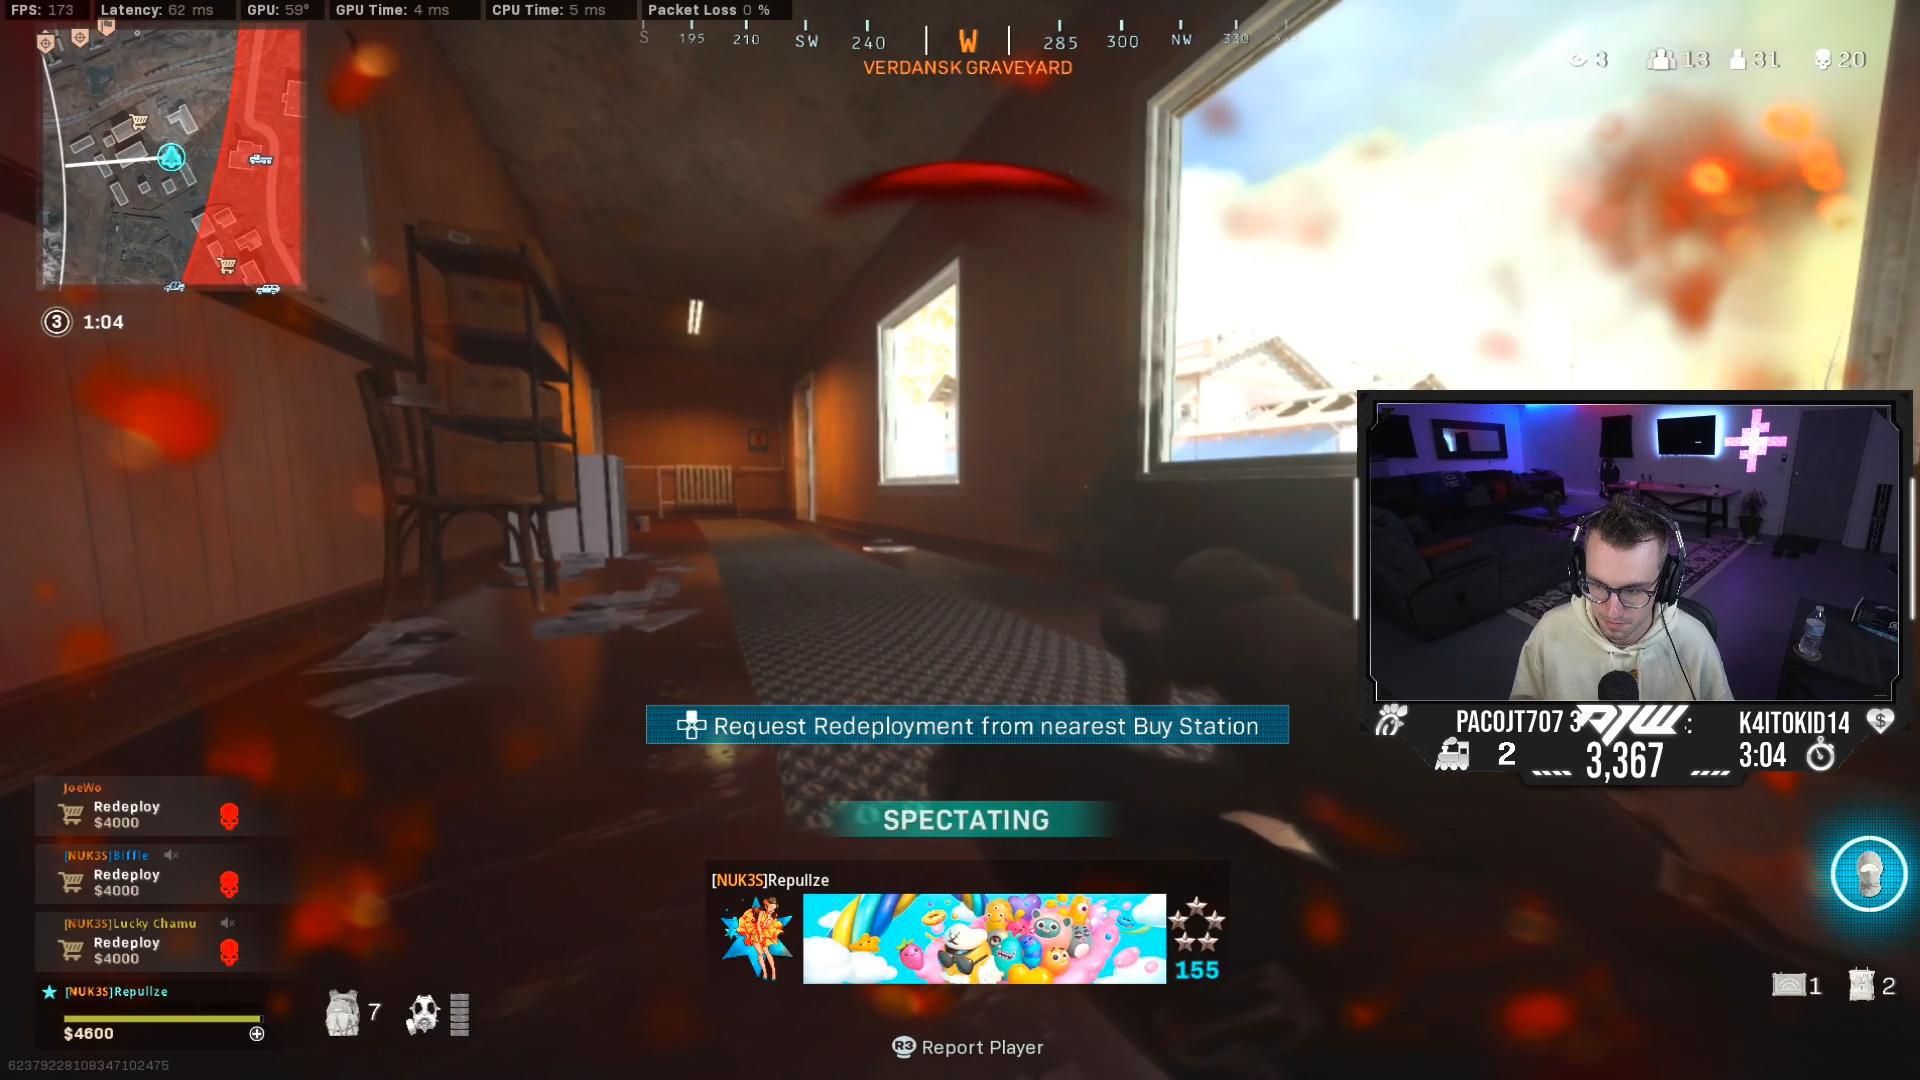 FPS: 173 Latency: 62 ms GPU: 59° GPU Time: 4 ms CPU Time: 5 ms Packet Loss 0 %
S 195 210 SW 240 W 285 300 NW 330
VERDANSK GRAVEYARD
3 13 31 20
3 1:04
Request Redeployment from nearest Buy Station
SPECTATING
[NUK3S]Repullze
155
R3 Report Player
JoeWo
Redeploy
$4000
[NUK3S]Biffle
Redeploy
$4000
[NUK3S]Lucky Chamu
Redeploy
$4000
[NUK3S]Repullze
$4600
7
62379228108347102475
PACOJT707 3 : K4ITOKID14
2 3,367 3:04
1 2